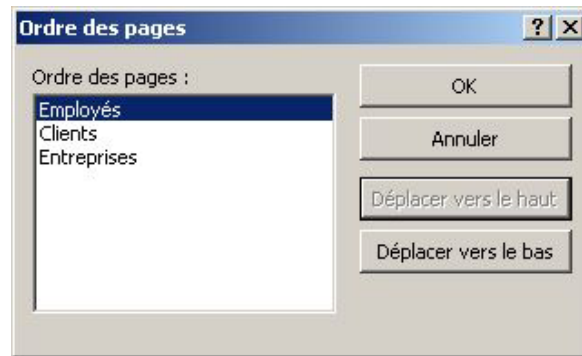 Ordre des pages
Ordre des pages :
Employés
Clients
Entreprises
OK
Annuler
Déplacer vers le haut
Déplacer vers le bas